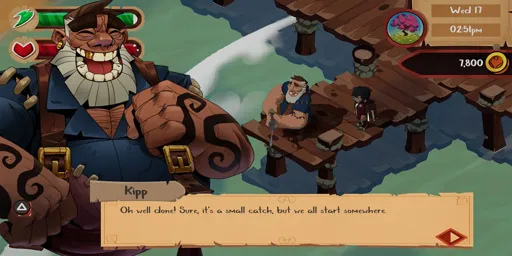 Wed 17
02:51pm
7,800
Kipp
Oh well done! Sure, it's a small catch, but we all start somewhere.